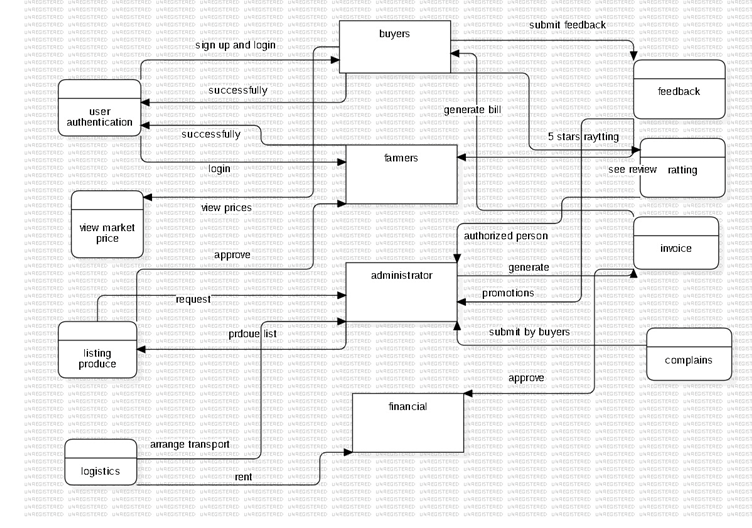 buyers
submit feedback
sign up and login
feedback
successfully
user
authentication
generate bill
5 stars raytting
successfully
farmers
see review
ratting
login
view prices
view market
price
authorized person
invoice
approve
administrator
generate
request
promotions
prdoue list
submit by buyers
listing
produce
complains
approve
financial
arrange transport
logistics
rent